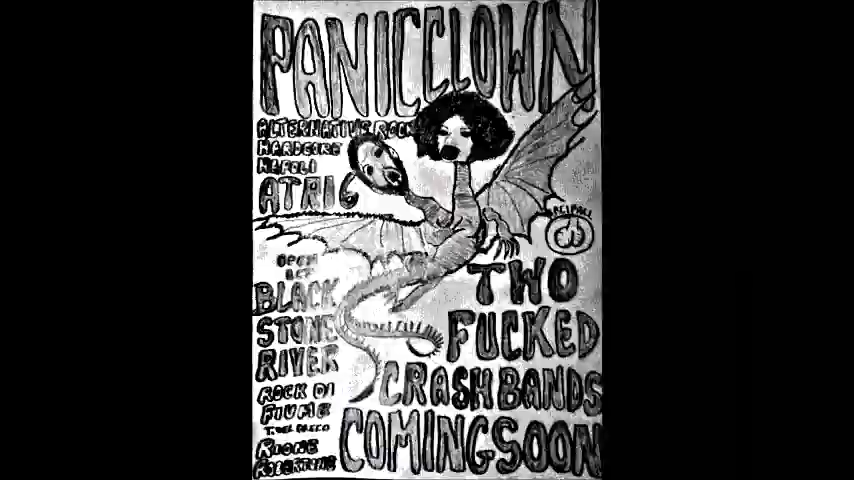 PANICCLOWN
ALTERNATIVE ROCK
HARDCORE
NAPOLI
ATRIG
OPEN
ACT
BLACK
STONE
RIVER
ROCK DI
FIUME
RIONE
TWO
FUCKED
CRASH BANDS
COMING SOON